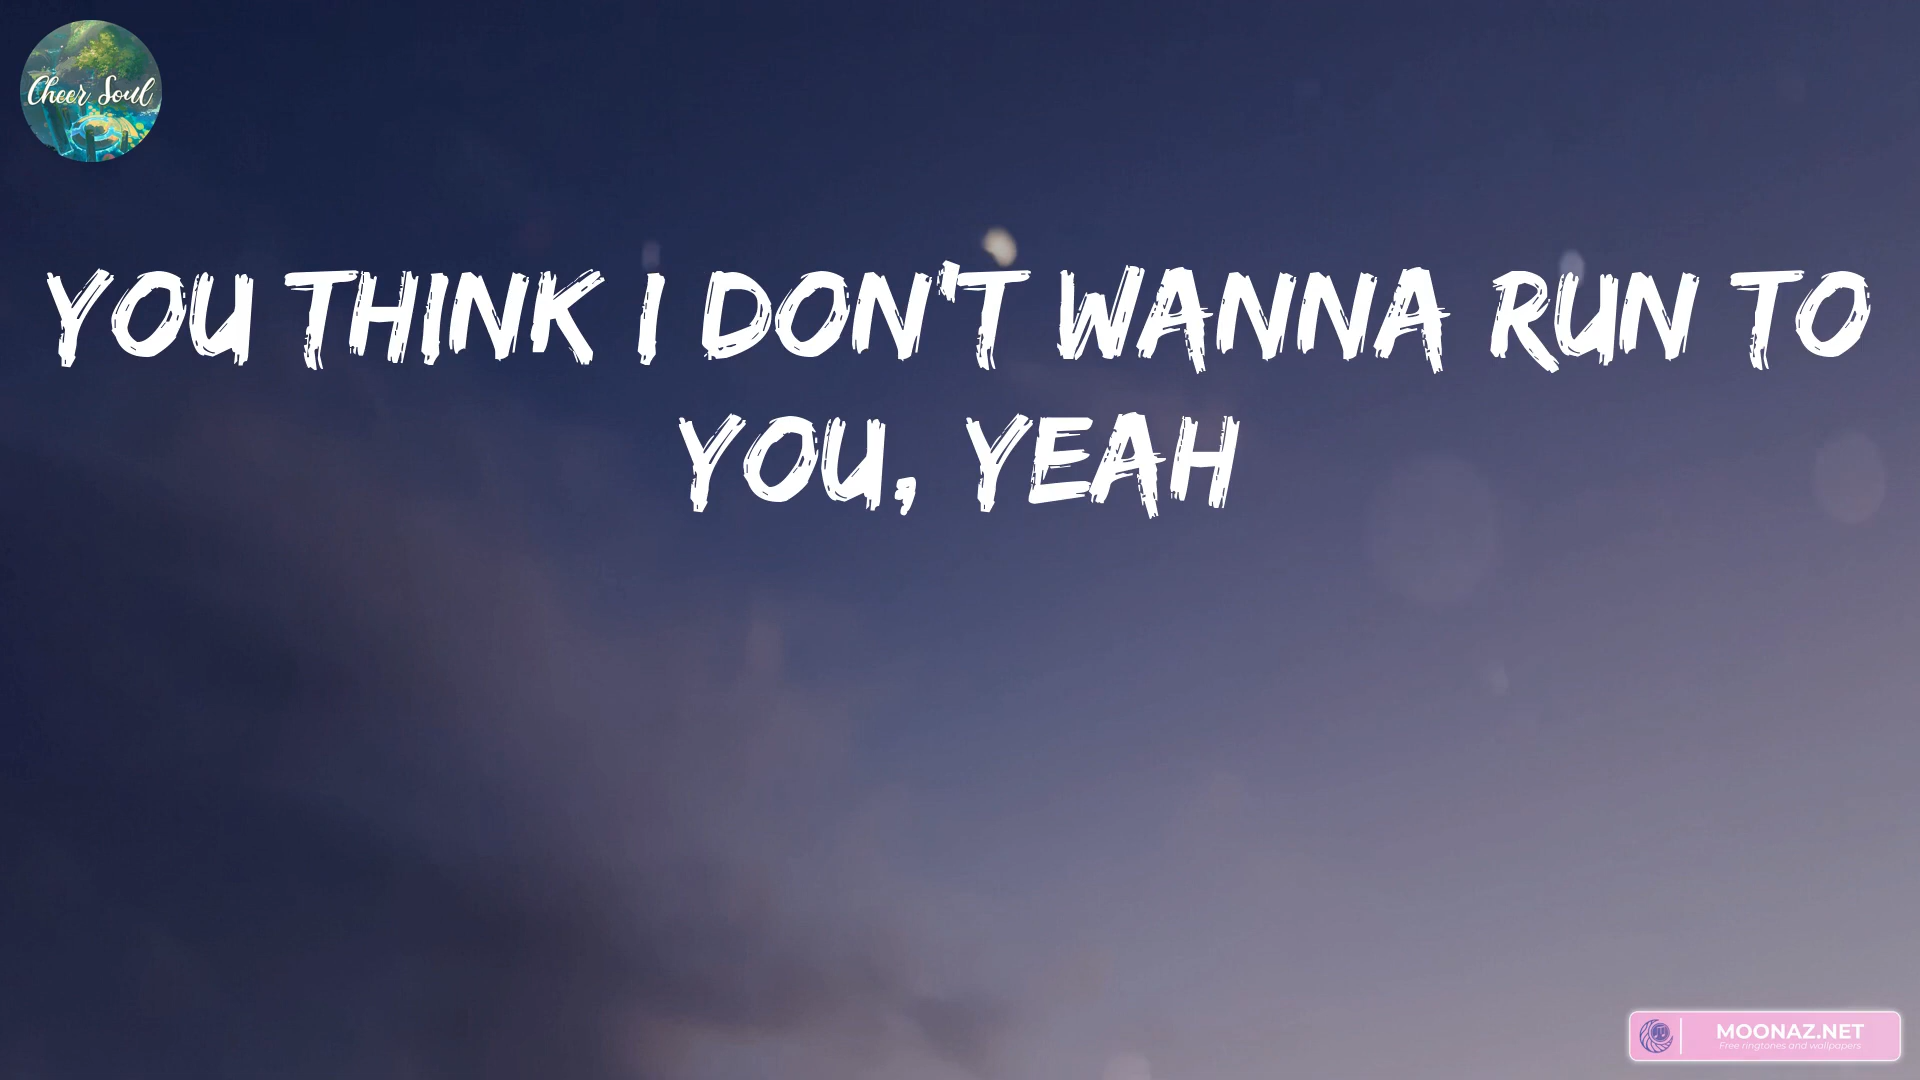 Cheer Soul
YOU THINK I DON'T WANNA RUN TO
YOU, YEAH
MOONAZ.NET
Free ringtones and wallpapers